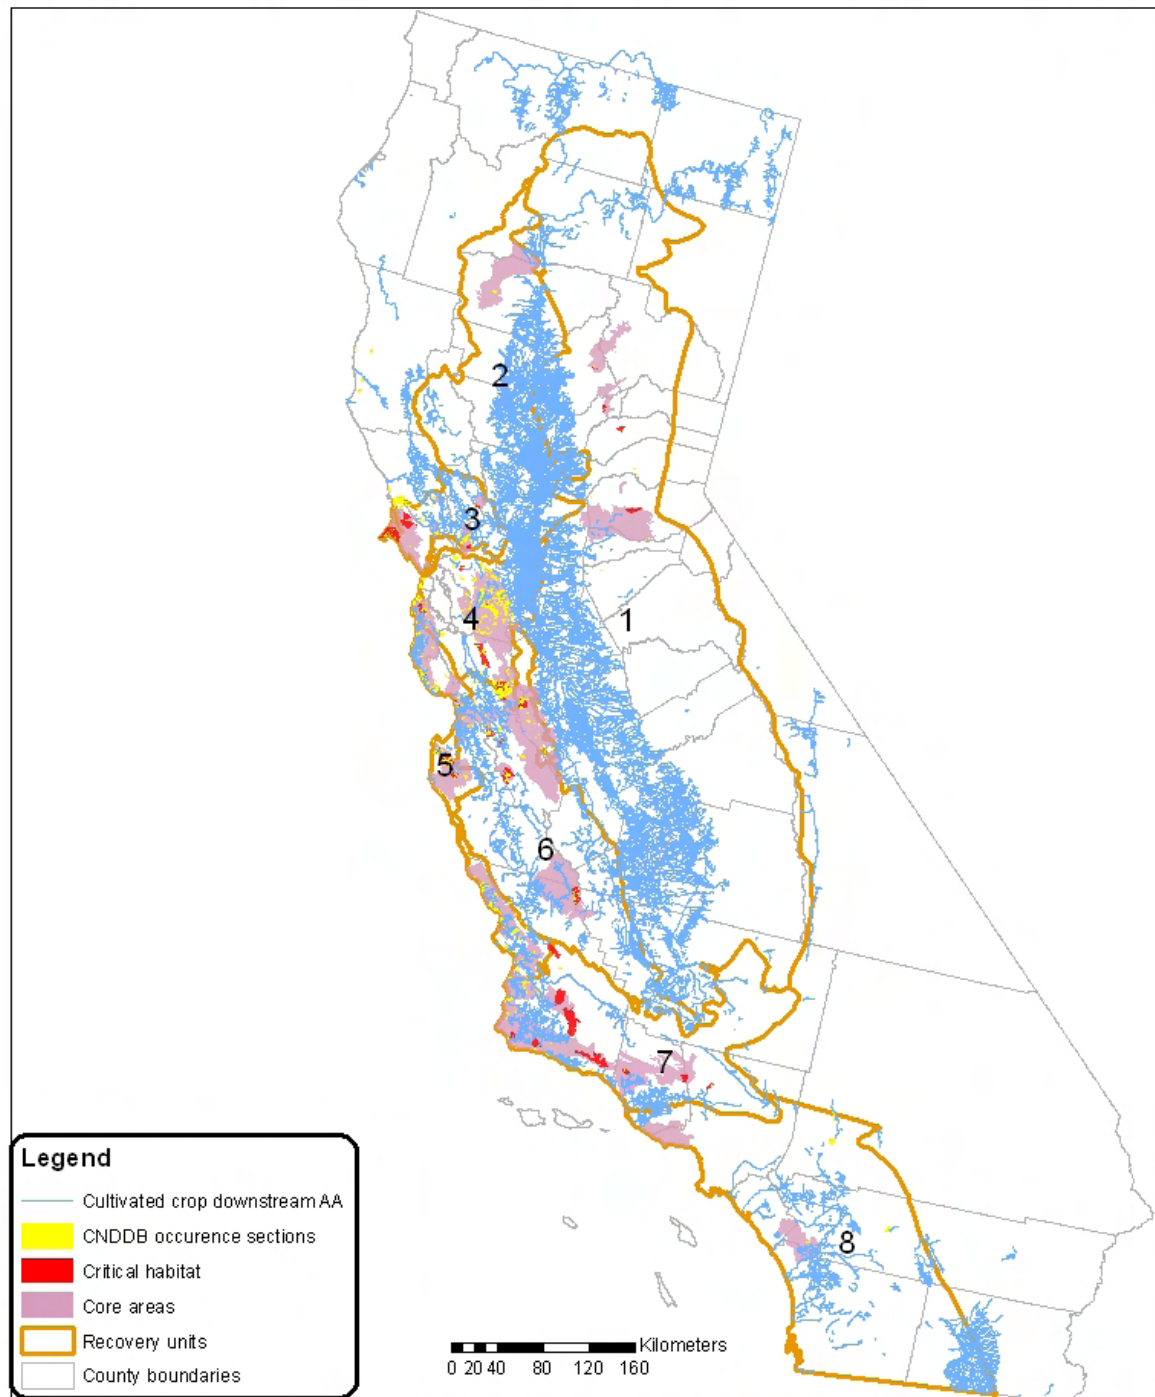 2
3
4
1
5
6
7
8
Legend
Cultivated crop downstream AA
CNDDB occurence sections
Critical habitat
Core areas
Recovery units
County boundaries
Kilometers
0 20 40 80 120 160